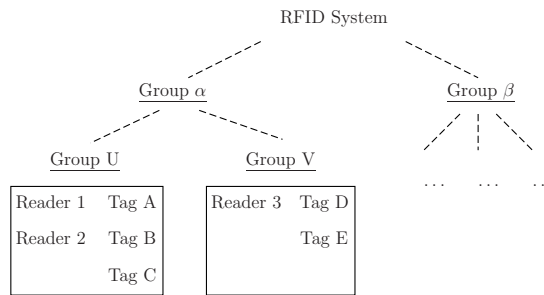 RFID System
Group α
Group β
Group U
Group V
Reader 1 Tag A
Reader 2 Tag B
Tag C
Reader 3 Tag D
Tag E
... ... ..